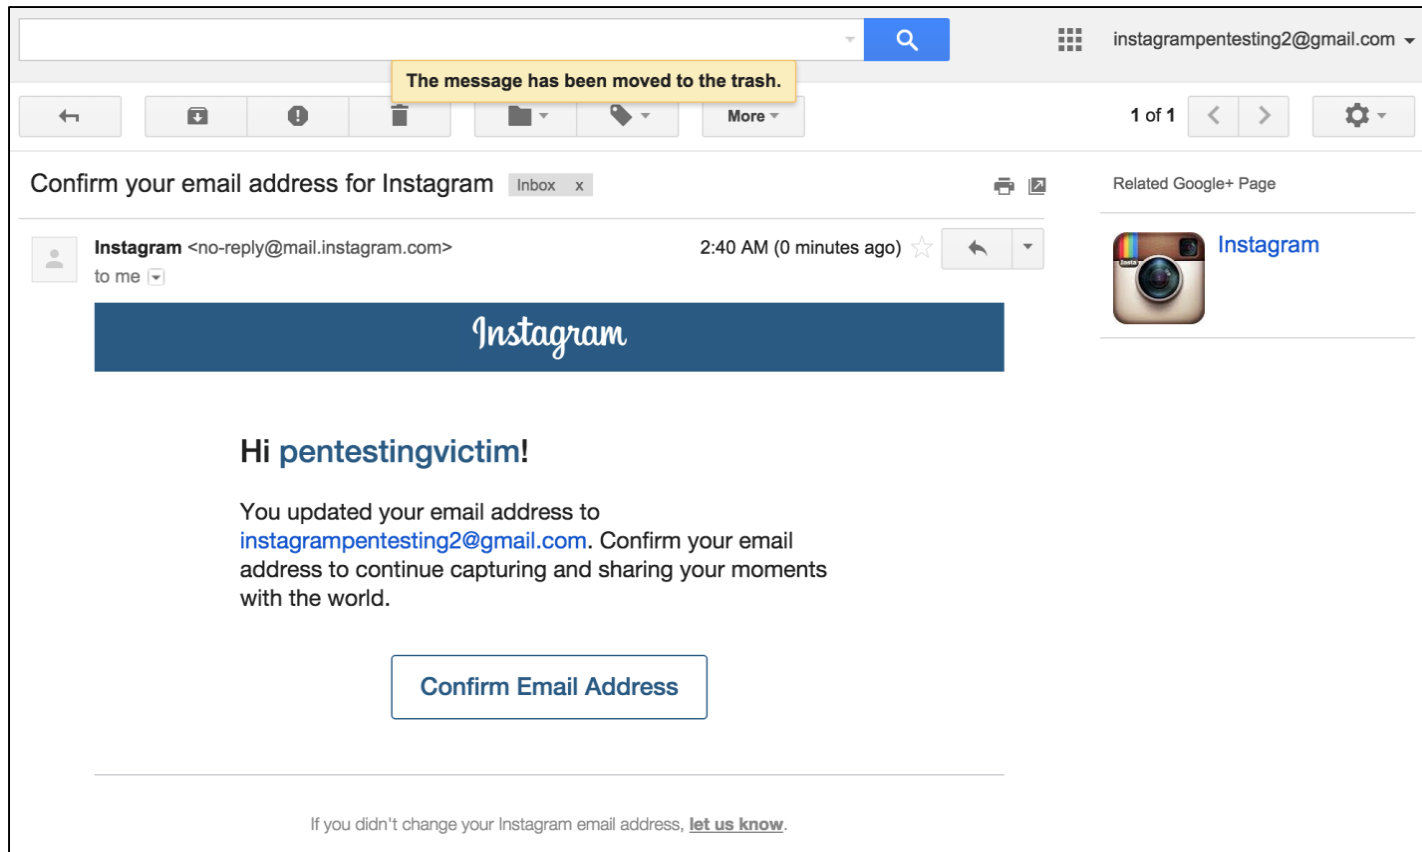 instagrampentesting2@gmail.com
The message has been moved to the trash.
More
1 of 1
Confirm your email address for Instagram Inbox x
Related Google+ Page
Instagram <no-reply@mail.instagram.com> 2:40 AM (0 minutes ago)
to me
Instagram
Insta
Instagram
Hi pentestingvictim!
You updated your email address to
instagrampentesting2@gmail.com. Confirm your email
address to continue capturing and sharing your moments
with the world.
Confirm Email Address
If you didn't change your Instagram email address, let us know.